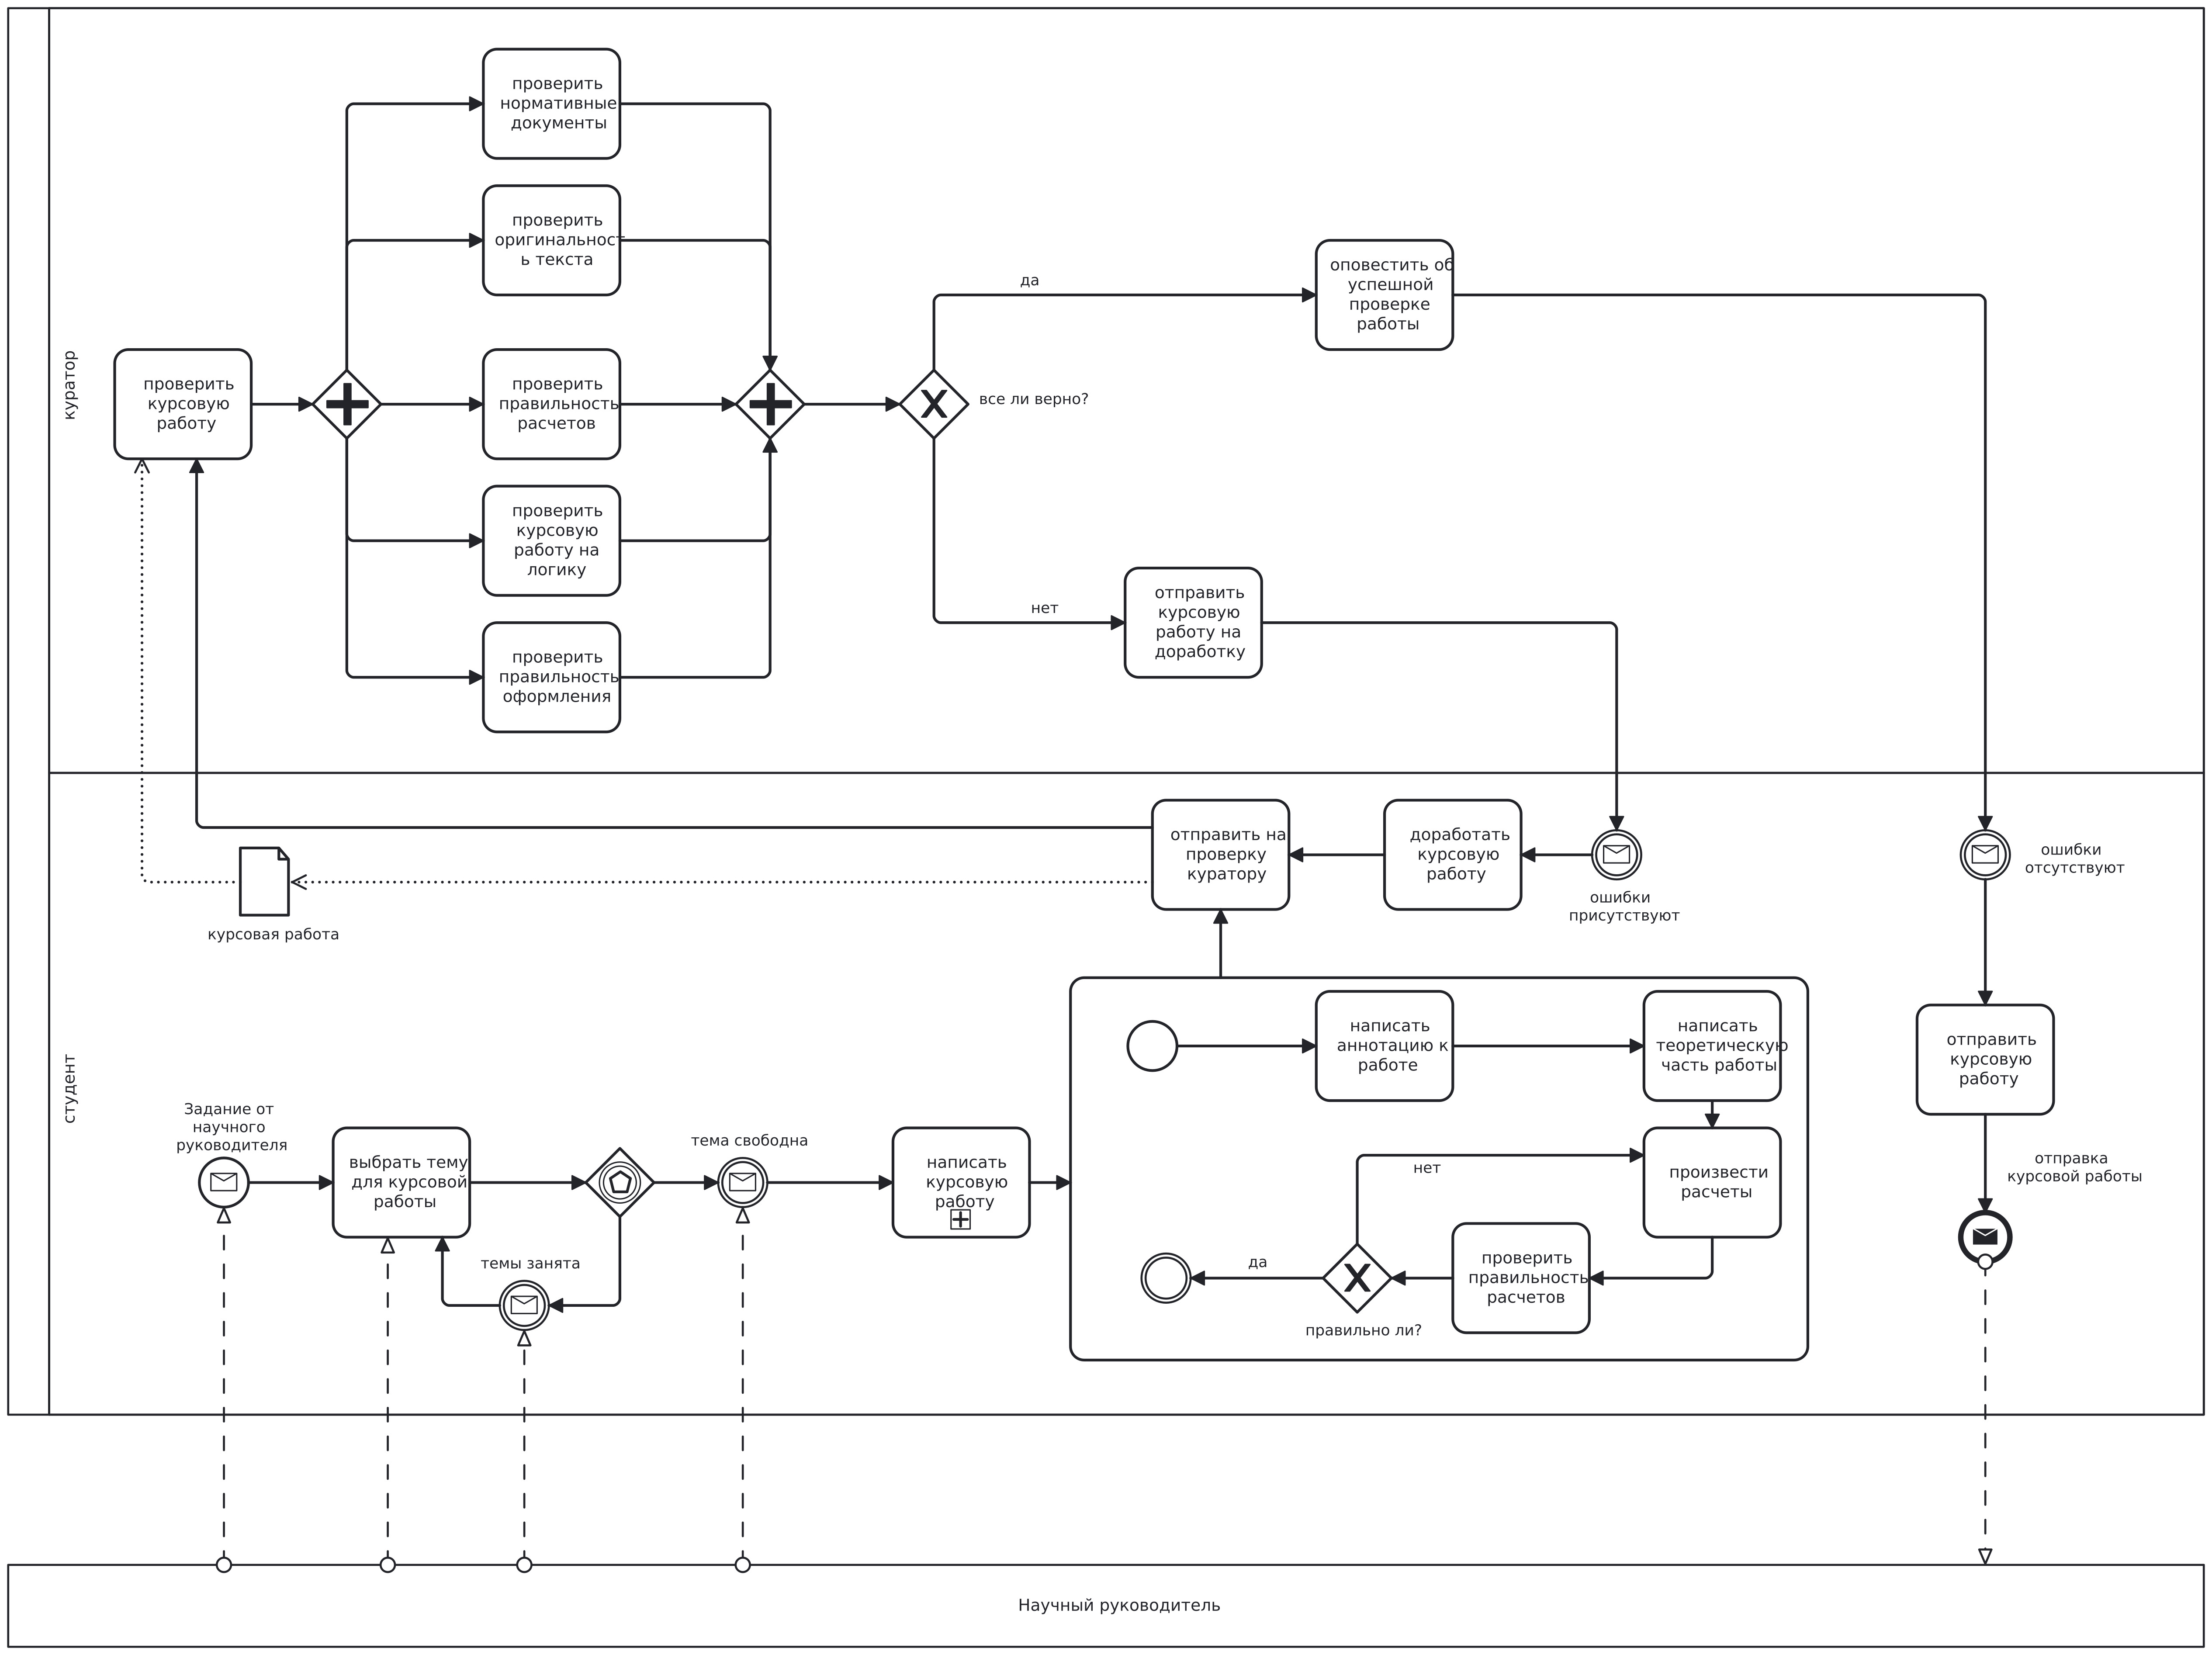 проверить
нормативные
документы
проверить
оригинальност
ь текста
да
оповестить об
успешной
проверке
работы
куратор
проверить
курсовую
работу
проверить
правильность
расчетов
все ли верно?
проверить
курсовую
работу на
логику
нет
отправить
курсовую
работу на
доработку
проверить
правильность
оформления
отправить на
проверку
куратору
доработать
курсовую
работу
ошибки
присутствуют
ошибки
отсутствуют
курсовая работа
студент
написать
аннотацию к
работе
написать
теоретическую
часть работы
отправить
курсовую
работу
Задание от
научного
руководителя
выбрать тему
для курсовой
работы
тема свободна
написать
курсовую
работу
нет
произвести
расчеты
отправка
курсовой работы
темы занята
да
проверить
правильность
расчетов
правильно ли?
Научный руководитель